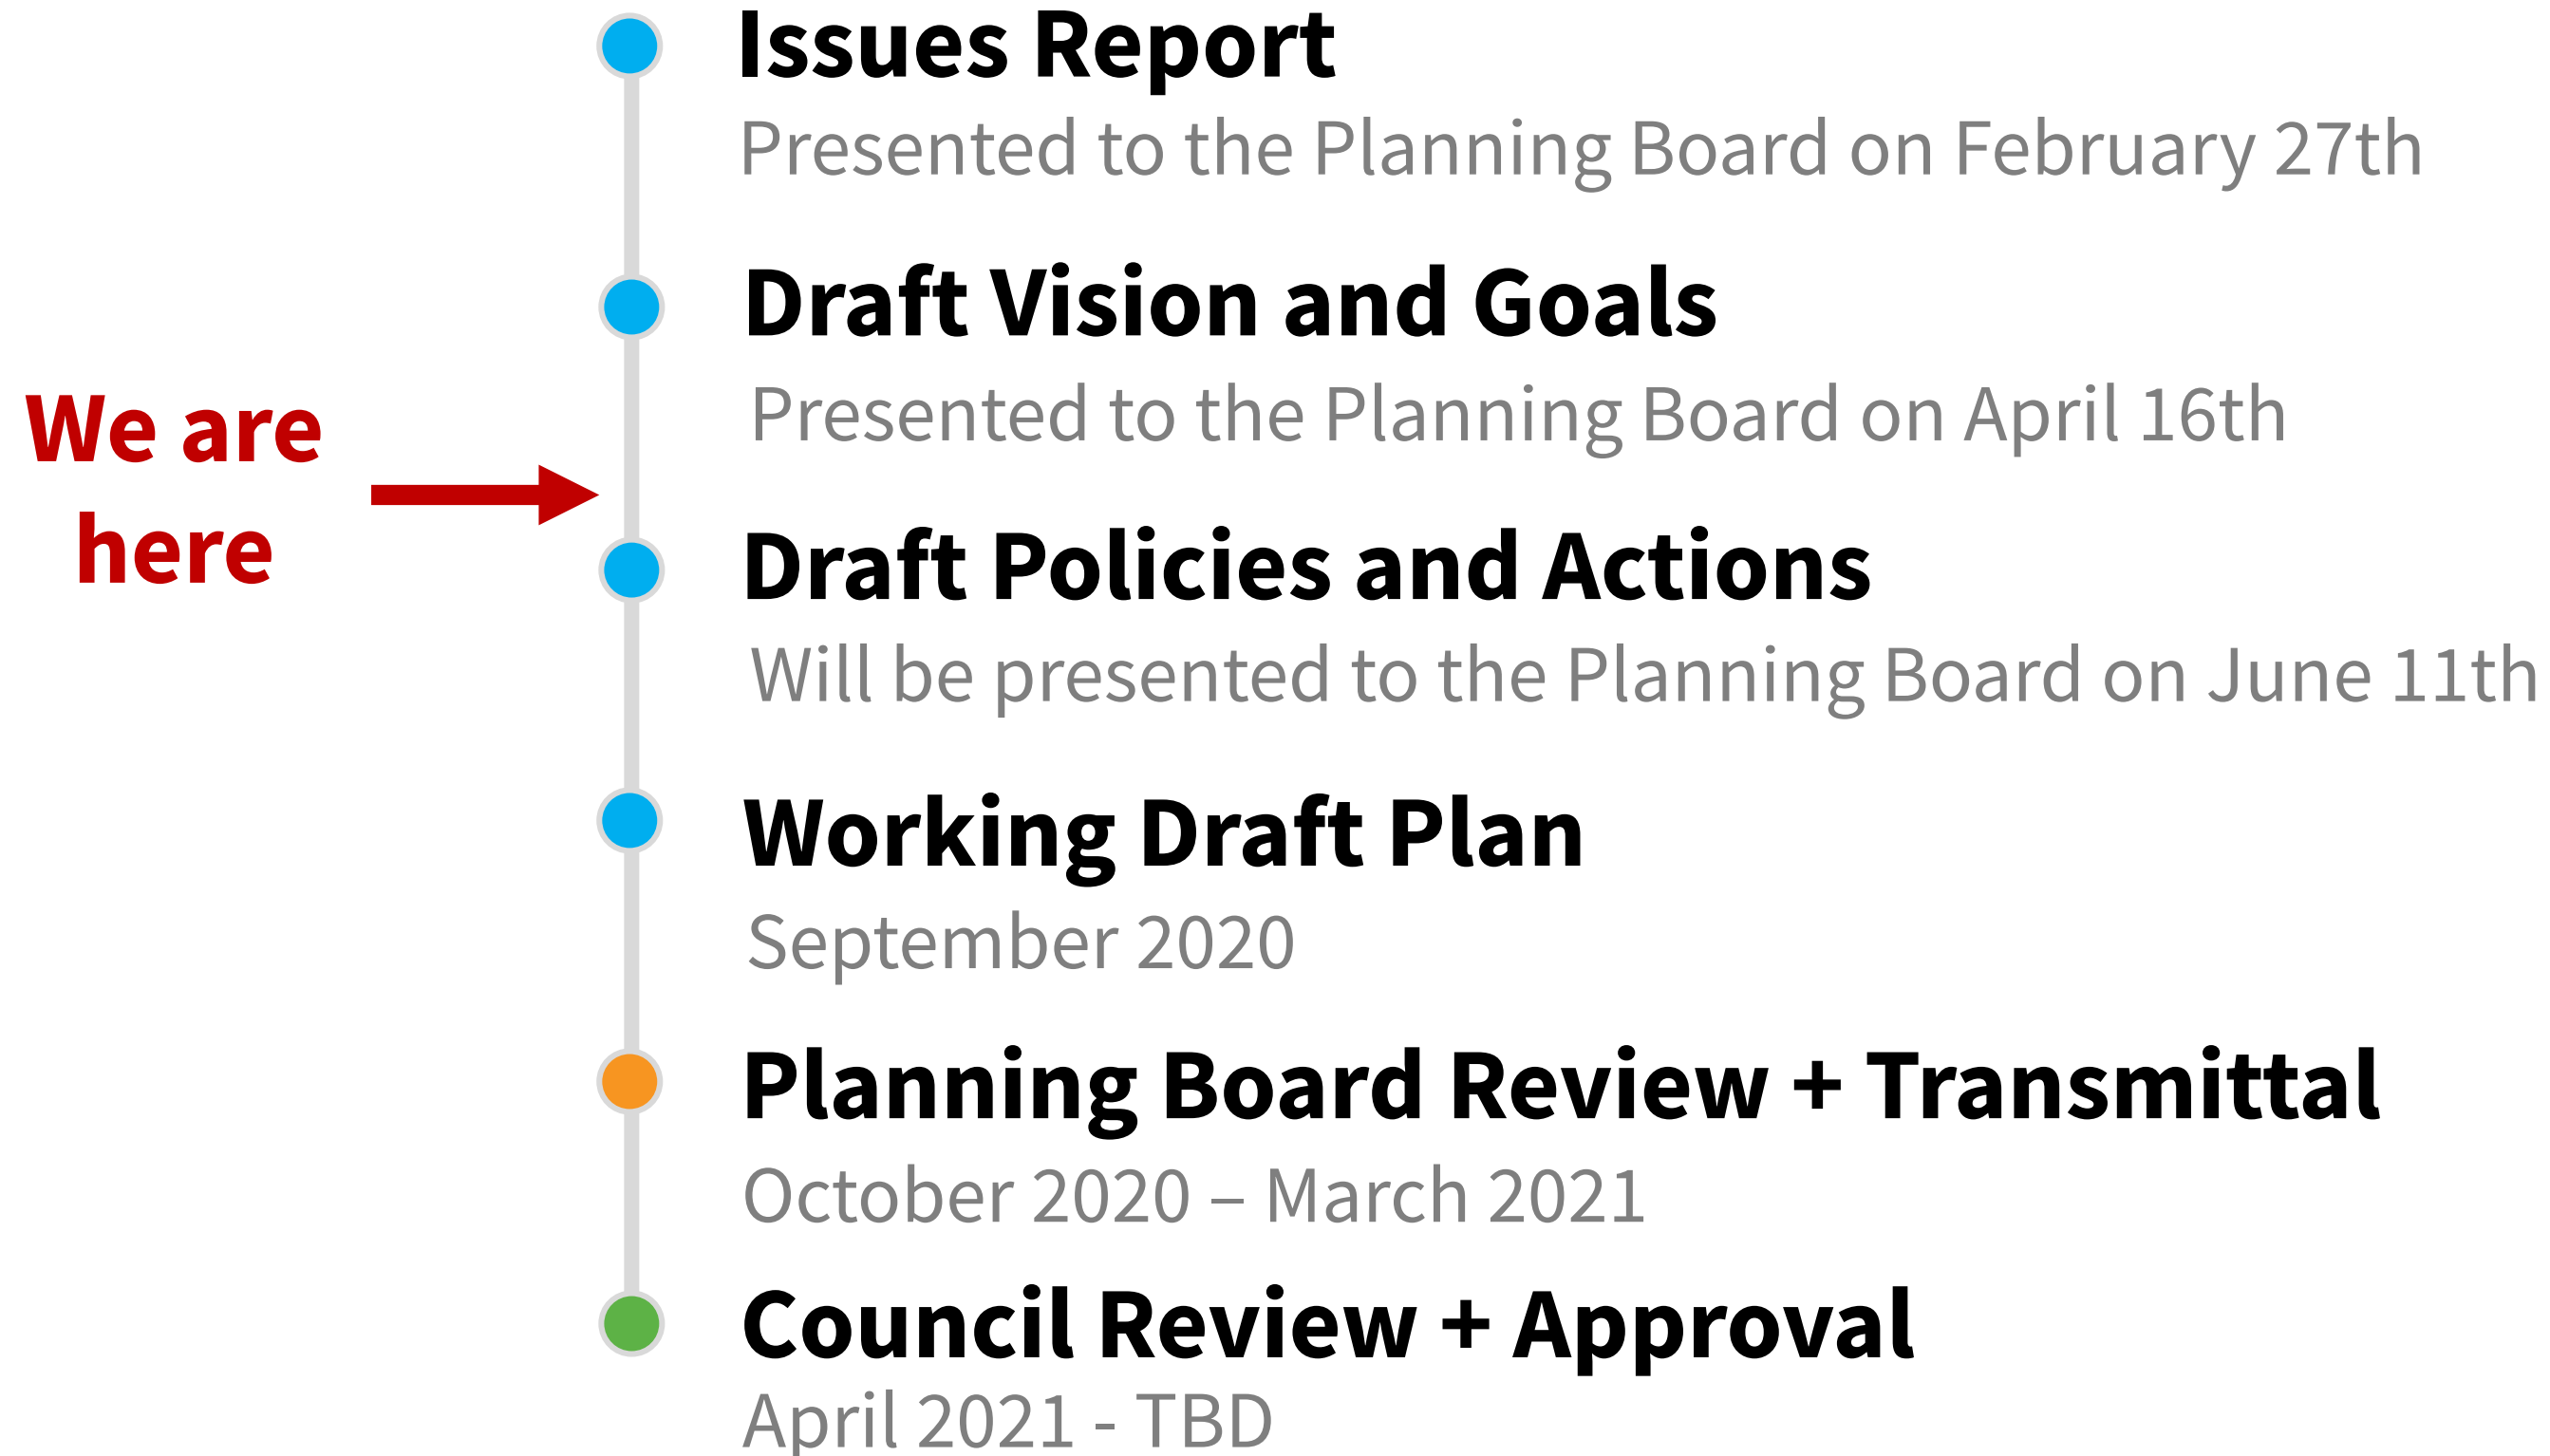 Issues Report
Presented to the Planning Board on February 27th
Draft Vision and Goals
Presented to the Planning Board on April 16th
We are
here
Draft Policies and Actions
Will be presented to the Planning Board on June 11th
Working Draft Plan
September 2020
Planning Board Review + Transmittal
October 2020 – March 2021
Council Review + Approval
April 2021 - TBD